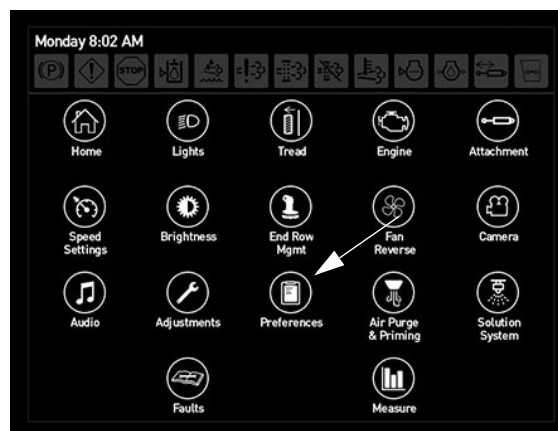 Monday 8:02 AM
P STOP
Home Lights Tread Engine Attachment
Speed Settings Brightness End Row Mgmt Fan Reverse Camera
Audio Adjustments Preferences Air Purge & Priming Solution System
Faults Measure